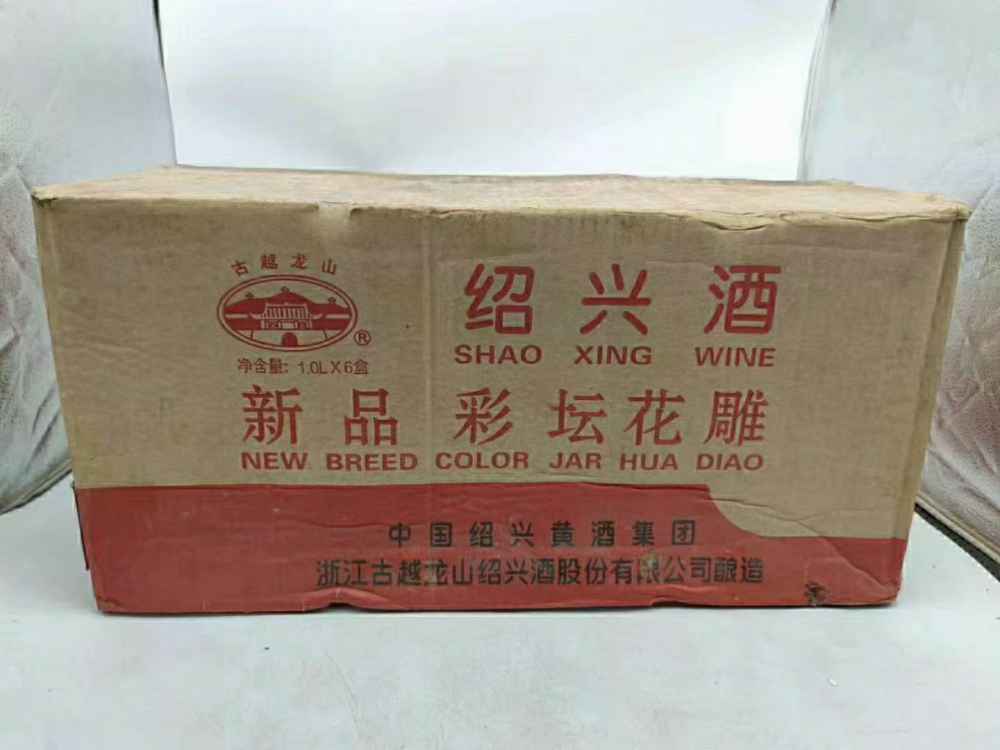 古越龙山
®
净含量：1.0L X 6盒
绍兴酒
SHAO XING WINE
新品 彩坛花雕
NEW BREED COLOR JAR HUA DIAO
中国绍兴黄酒集团
浙江古越龙山绍兴酒股份有限公司酿造